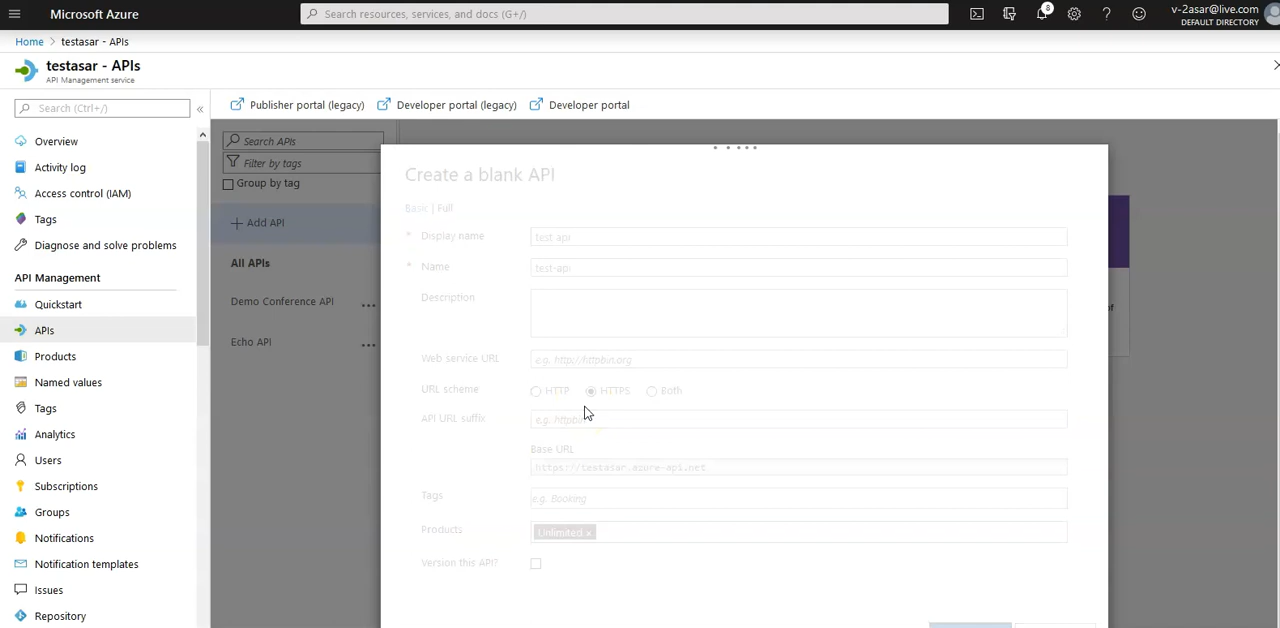 Microsoft Azure
Search resources, services, and docs (G+/)
8
v-2asar@live.com
DEFAULT DIRECTORY
Home > testasar - APIs
testasar - APIs
API Management service
Search (Ctrl+/)
«
Publisher portal (legacy)
Developer portal (legacy)
Developer portal
Overview
Activity log
Access control (IAM)
Tags
Diagnose and solve problems
API Management
Quickstart
APIs
Products
Named values
Tags
Analytics
Users
Subscriptions
Groups
Notifications
Notification templates
Issues
Repository
Search APIs
Filter by tags
Group by tag
+ Add API
All APIs
Demo Conference API
Echo API
Create a blank API
Basic | Full
* Display name
test api
* Name
test-api
Description
Web service URL
e.g. http://httpbin.org
URL scheme
HTTP
HTTPS
Both
API URL suffix
e.g. httpbin
Base URL
https://testasar.azure-api.net
Tags
e.g. Booking
Products
Unlimited ×
Version this API?
of